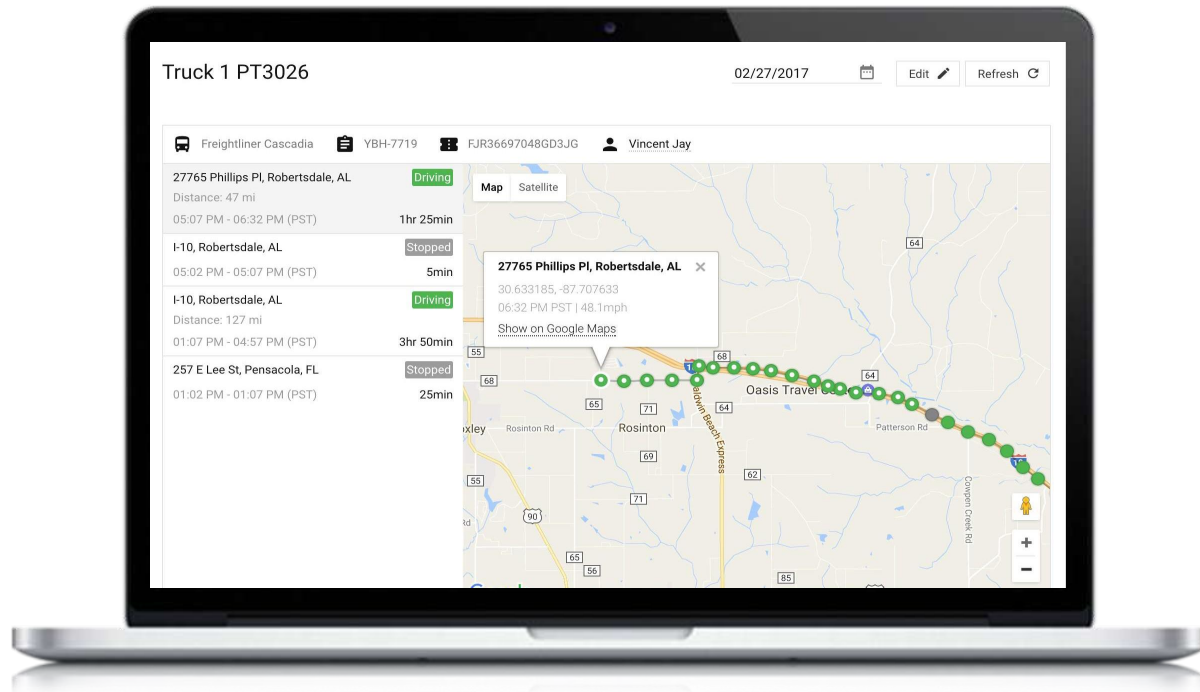 Truck 1 PT3026
02/27/2017
Edit
Refresh
Freightliner Cascadia
YBH-7719
FJR36697048GD3JG
Vincent Jay
27765 Phillips Pl, Robertsdale, AL
Driving
Distance: 47 mi
05:07 PM - 06:32 PM (PST)
1hr 25min
I-10, Robertsdale, AL
Stopped
05:02 PM - 05:07 PM (PST)
5min
I-10, Robertsdale, AL
Driving
Distance: 127 mi
01:07 PM - 04:57 PM (PST)
3hr 50min
257 E Lee St, Pensacola, FL
Stopped
01:02 PM - 01:07 PM (PST)
25min
Map
Satellite
64
27765 Phillips Pl, Robertsdale, AL
30.633185, -87.707633
06:32 PM PST | 48.1mph
Show on Google Maps
55
68
68
64
Oasis Travel
65
71
64
Rosinton Rd
Rosinton
Beach Express
Patterson Rd
69
62
55
71
90
Rd
Cowpen Creek Rd
65
56
85